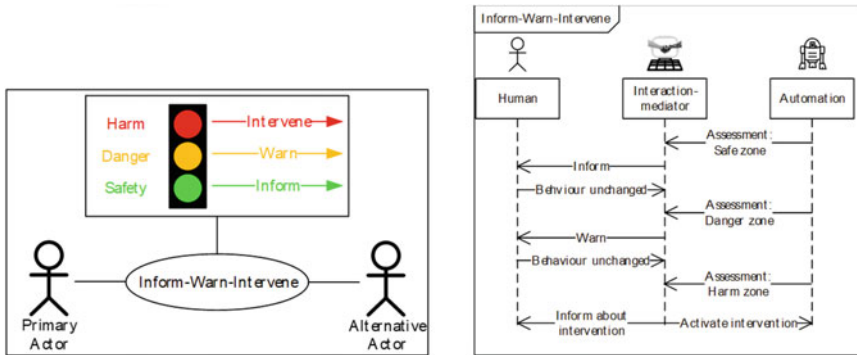 Harm Intervene
Danger Warn
Safety Inform
Inform-Warn-Intervene
Primary
Actor
Alternative
Actor
Inform-Warn-Intervene
Human
Interaction-
mediator
Automation
Assessment:
Safe zone
Inform
Behviour unchanged
Assessment:
Danger zone
Warn
Behaviour unchanged
Assessment:
Harm zone
Inform about
intervention
Activate intervention